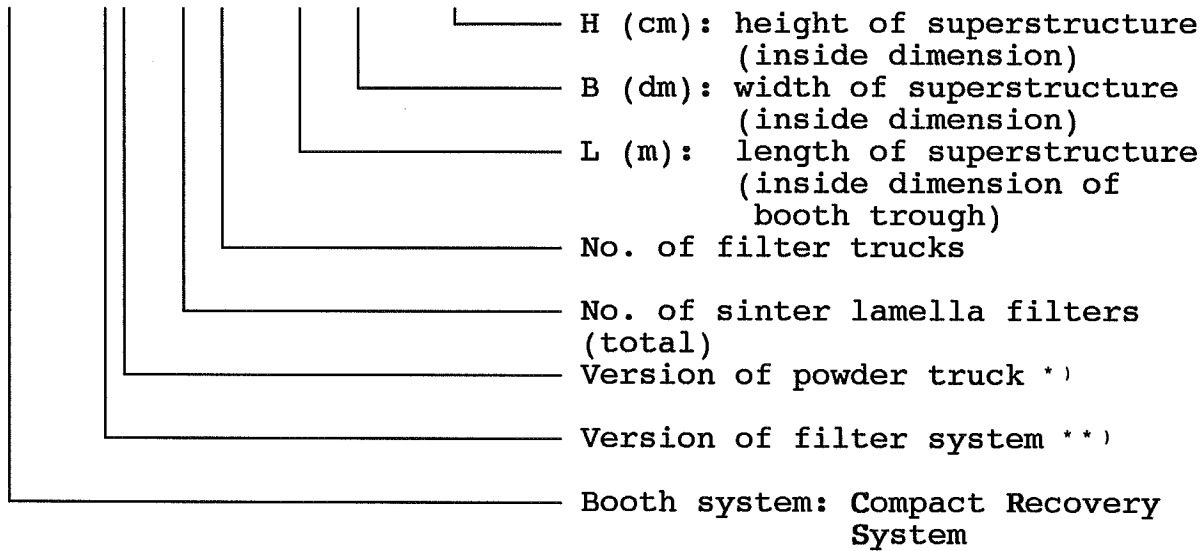 H (cm): height of superstructure
(inside dimension)
B (dm): width of superstructure
(inside dimension)
L (m): length of superstructure
(inside dimension of
booth trough)
No. of filter trucks
No. of sinter lamella filters
(total)
Version of powder truck *)
Version of filter system **)
Booth system: Compact Recovery
System